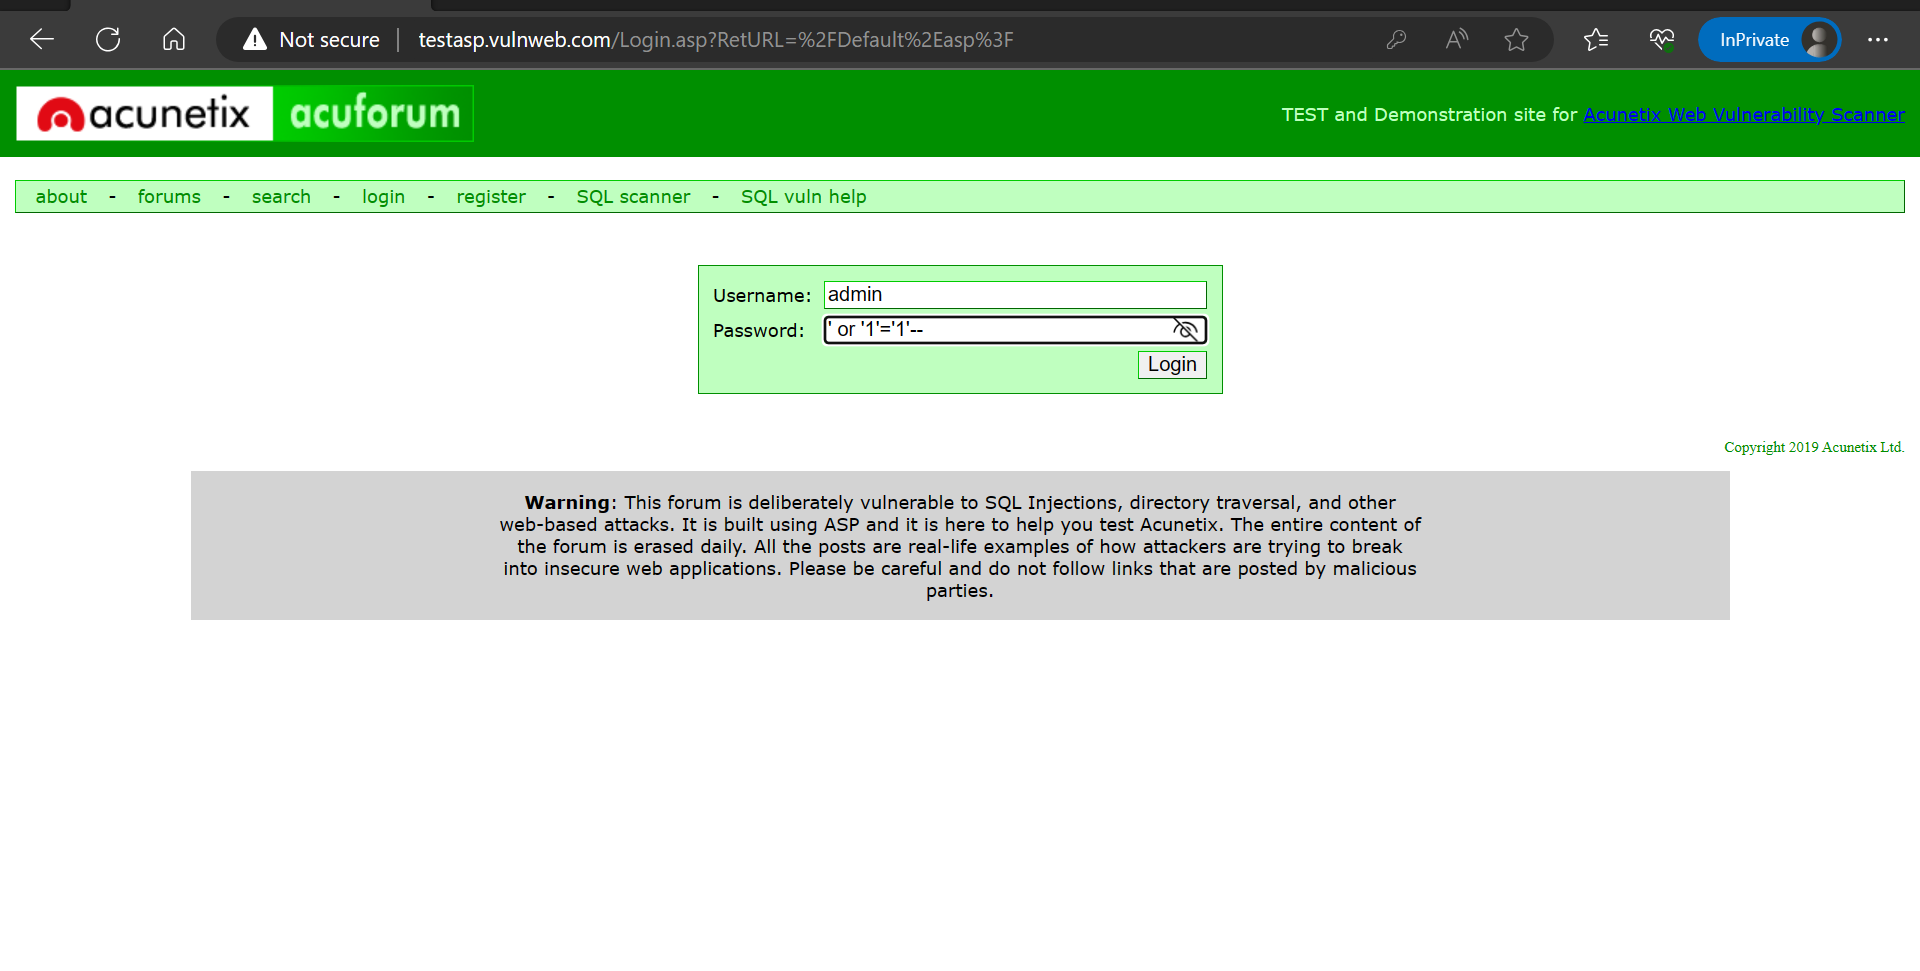 Not secure | testasp.vulnweb.com/Login.asp?RetURL=%2FDefault%2Easp%3F InPrivate
acunetix acuforum
TEST and Demonstration site for Acunetix Web Vulnerability Scanner
about - forums - search - login - register - SQL scanner - SQL vuln help
Username: admin
Password: ' or '1'='1'--
Login
Copyright 2019 Acunetix Ltd.
Warning: This forum is deliberately vulnerable to SQL Injections, directory traversal, and other
web-based attacks. It is built using ASP and it is here to help you test Acunetix. The entire content of
the forum is erased daily. All the posts are real-life examples of how attackers are trying to break
into insecure web applications. Please be careful and do not follow links that are posted by malicious
parties.